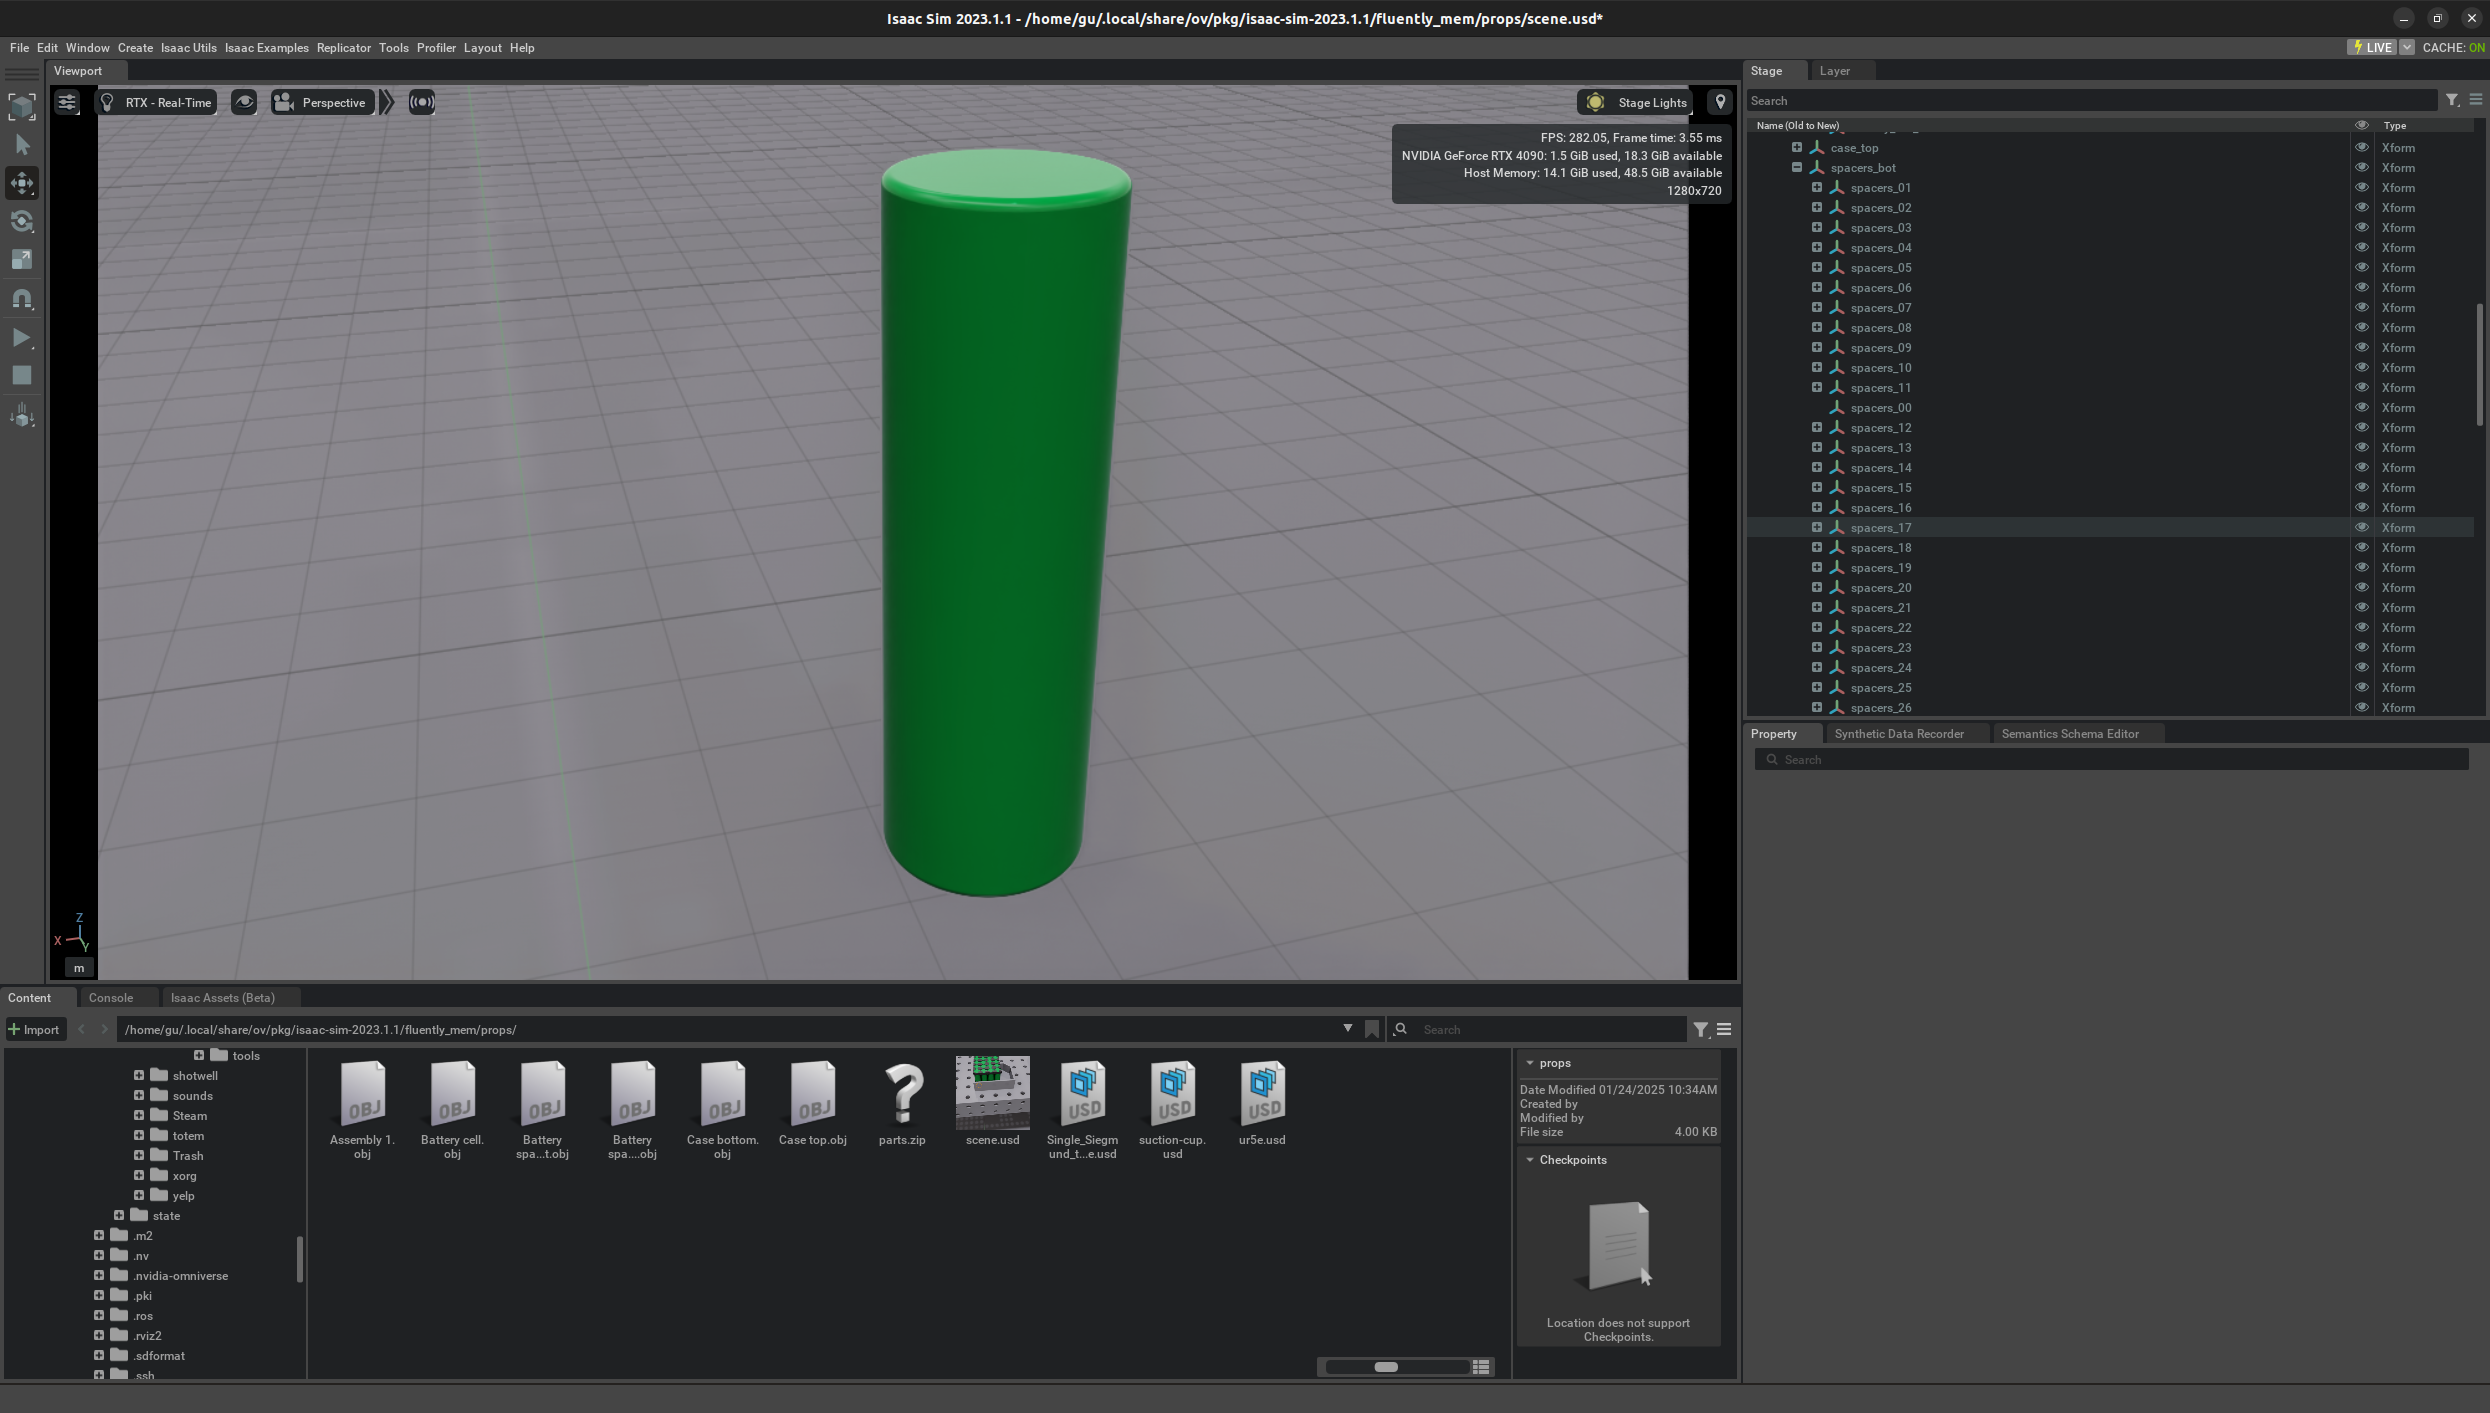 Isaac Sim 2023.1.1 - /home/gu/.local/share/ov/pkg/isaac-sim-2023.1.1/fluently_mem/props/scene.usd*
File Edit Window Create Isaac Utils Isaac Examples Replicator Tools Profiler Layout Help
LIVE CACHE: ON
Viewport
RTX - Real-Time
Perspective
Stage Lights
FPS: 282.05, Frame time: 3.55 ms
NVIDIA GeForce RTX 4090: 1.5 GiB used, 18.3 GiB available
Host Memory: 14.1 GiB used, 48.5 GiB available
1280x720
Z
X
Y
m
Stage Layer
Search
Name (Old to New) Type
case_top Xform
spacers_bot Xform
spacers_01 Xform
spacers_02 Xform
spacers_03 Xform
spacers_04 Xform
spacers_05 Xform
spacers_06 Xform
spacers_07 Xform
spacers_08 Xform
spacers_09 Xform
spacers_10 Xform
spacers_11 Xform
spacers_00 Xform
spacers_12 Xform
spacers_13 Xform
spacers_14 Xform
spacers_15 Xform
spacers_16 Xform
spacers_17 Xform
spacers_18 Xform
spacers_19 Xform
spacers_20 Xform
spacers_21 Xform
spacers_22 Xform
spacers_23 Xform
spacers_24 Xform
spacers_25 Xform
spacers_26 Xform
Property Synthetic Data Recorder Semantics Schema Editor
Search
Content Console Isaac Assets (Beta)
Import
/home/gu/.local/share/ov/pkg/isaac-sim-2023.1.1/fluently_mem/props/
Search
tools
shotwell
sounds
Steam
totem
Trash
xorg
yelp
state
.m2
.nv
.nvidia-omniverse
.pki
.ros
.rviz2
.sdformat
.ssh
OBJ OBJ OBJ OBJ OBJ OBJ ? USD USD USD
Assembly 1.
obj
Battery cell.
obj
Battery
spa...t.obj
Battery
spa....obj
Case bottom.
obj
Case top.obj
parts.zip
scene.usd
Single_Siegm
und_t...e.usd
suction-cup.
usd
ur5e.usd
props
Date Modified 01/24/2025 10:34AM
Created by
Modified by
File size 4.00 KB
Checkpoints
Location does not support
Checkpoints.